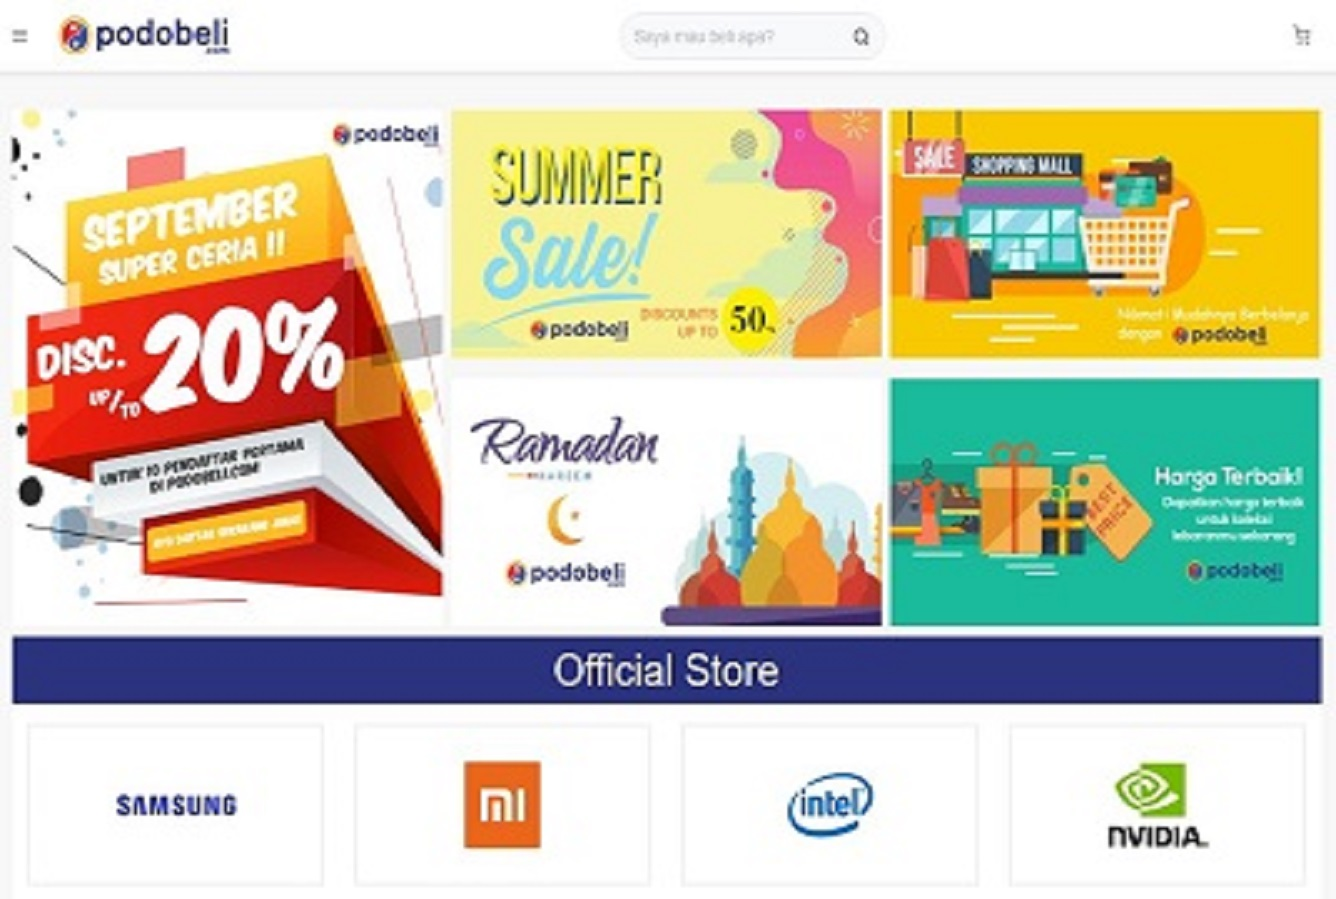 podobeli
.com
Saya mau beli apa?
podobeli
SEPTEMBER
SUPER CERIA !!
DISC.
UP/TO 20%
UNTUK 10 PENDAFTAR PERTAMA
DI PODOBELI.COM
SUMMER
Sale!
DISCOUNTS
UP TO
50%
podobeli
SALE
SHOPPING MALL
Nikmati Mudahnya Berbelanja
dengan podobeli
Ramadan
KAREEM
podobeli
BEST
PRICE
Harga Terbaik!
Dapatkan harga terbaik
untuk koleksi
lebaranmu sekarang
podobeli
Official Store
SAMSUNG
mi
intel
NVIDIA.